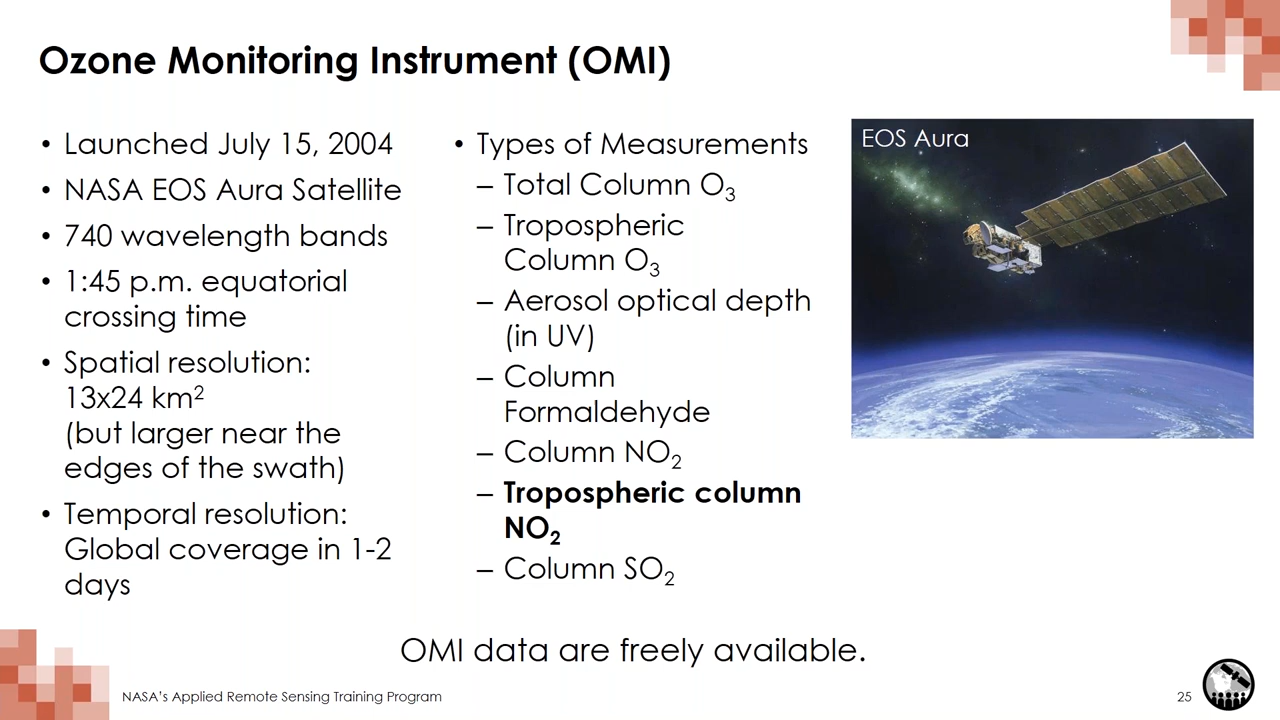 Ozone Monitoring Instrument (OMI)
• Launched July 15, 2004
• NASA EOS Aura Satellite
• 740 wavelength bands
• 1:45 p.m. equatorial
crossing time
• Spatial resolution:
13x24 km²
(but larger near the
edges of the swath)
• Temporal resolution:
Global coverage in 1-2
days
• Types of Measurements
– Total Column O₃
– Tropospheric
Column O₃
– Aerosol optical depth
(in UV)
– Column
Formaldehyde
– Column NO₂
– Tropospheric column
NO₂
– Column SO₂
EOS Aura
OMI data are freely available.
NASA’s Applied Remote Sensing Training Program
25